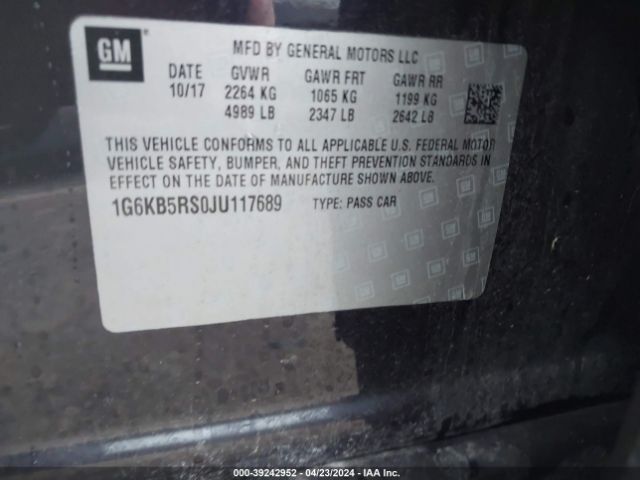 GM
MFD BY GENERAL MOTORS LLC
DATE GVWR GAWR FRT GAWR RR
10/17 2264 KG 1065 KG 1199 KG
4989 LB 2347 LB 2642 LB
THIS VEHICLE CONFORMS TO ALL APPLICABLE U.S. FEDERAL MOTOR
VEHICLE SAFETY, BUMPER, AND THEFT PREVENTION STANDARDS IN
EFFECT ON THE DATE OF MANUFACTURE SHOWN ABOVE.
1G6KB5RS0JU117689 TYPE: PASS CAR
000-39242952 - 04/23/2024 - IAA Inc.